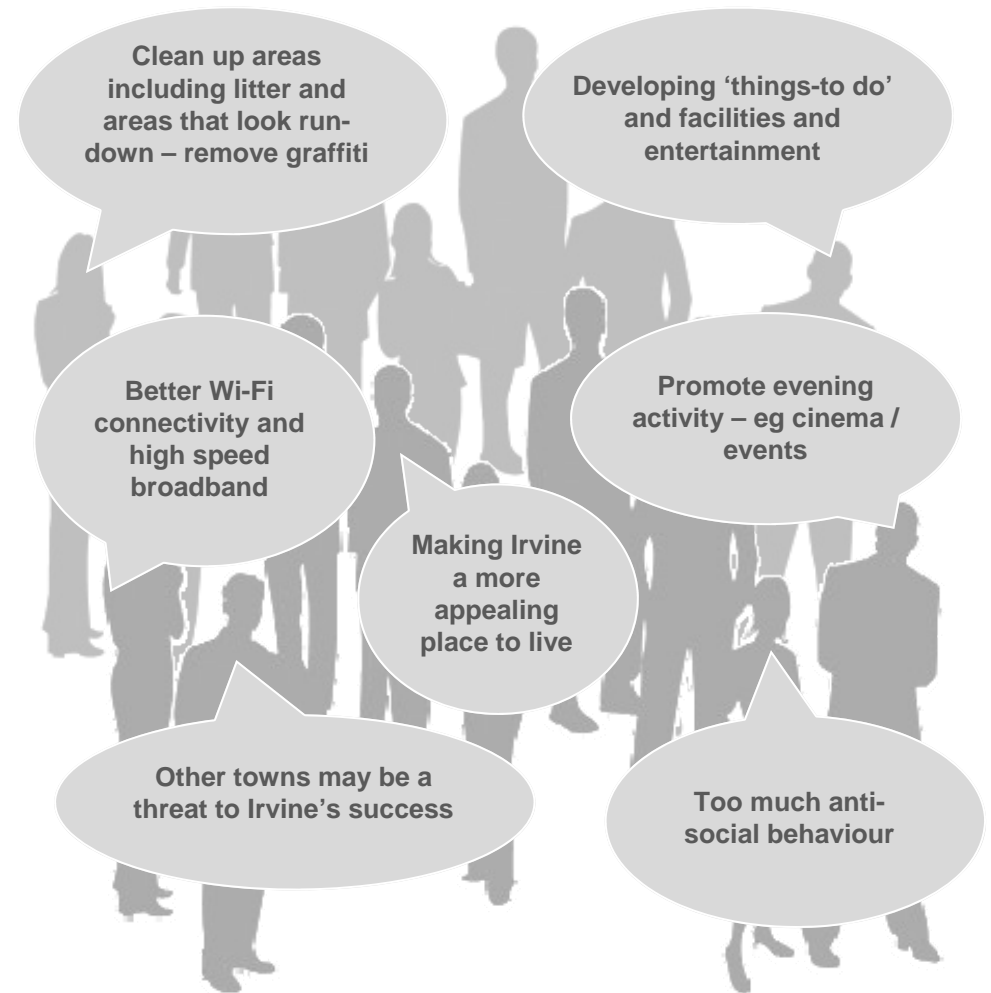 Clean up areas
including litter and
areas that look run-
down – remove graffiti
Developing ‘things-to do’
and facilities and
entertainment
Better Wi-Fi
connectivity and
high speed
broadband
Promote evening
activity – eg cinema /
events
Making Irvine
a more
appealing
place to live
Other towns may be a
threat to Irvine’s success
Too much anti-
social behaviour